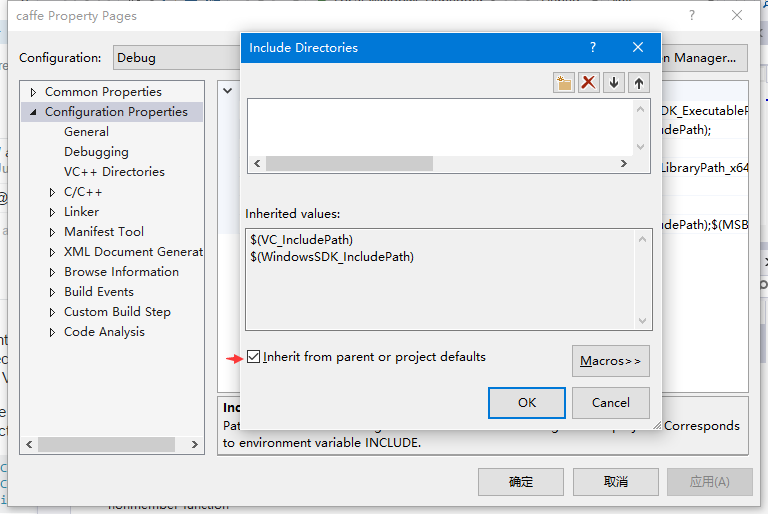 caffe Property Pages
Configuration:
Debug
n Manager...
Common Properties
Configuration Properties
General
Debugging
VC++ Directories
C/C++
Linker
Manifest Tool
XML Document Generat
Browse Information
Build Events
Custom Build Step
Code Analysis
DK_ExecutableP
ludePath);
LibraryPath_x64
udePath);$(MSB
Include Directories
Inherited values:
$(VC_IncludePath)
$(WindowsSDK_IncludePath)
Inherit from parent or project defaults
Macros>>
OK
Cancel
Inc
Pat
Corresponds
to environment variable INCLUDE.
确定
取消
应用(A)
nonmember function